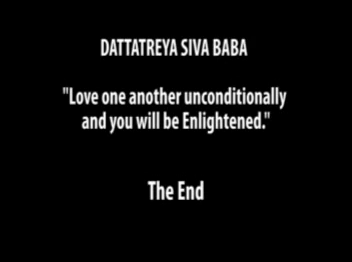 DATTATREYA SIVA BABA
"Love one another unconditionally
and you will be Enlightened."
The End